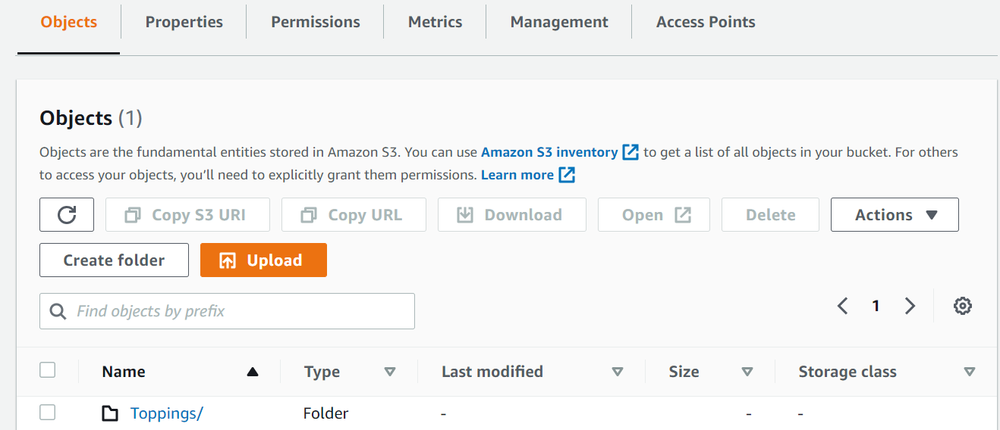 Objects Properties Permissions Metrics Management Access Points
Objects (1)
Objects are the fundamental entities stored in Amazon S3. You can use Amazon S3 inventory to get a list of all objects in your bucket. For others
to access your objects, you’ll need to explicitly grant them permissions. Learn more
Copy S3 URI Copy URL Download Open Delete Actions
Create folder Upload
Find objects by prefix 1
Name Type Last modified Size Storage class
Toppings/ Folder - - -